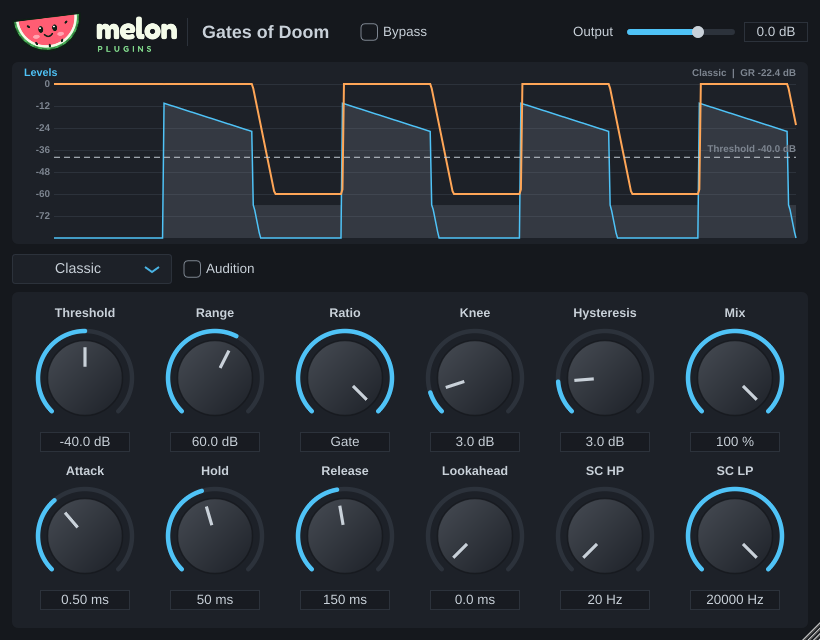 melon
PLUGINS
Gates of Doom
Bypass
Output
0.0 dB
Levels
Classic | GR -22.4 dB
0
-12
-24
-36
Threshold -40.0 dB
-48
-60
-72
Classic
Audition
Threshold
Range
Ratio
Knee
Hysteresis
Mix
-40.0 dB
60.0 dB
Gate
3.0 dB
3.0 dB
100 %
Attack
Hold
Release
Lookahead
SC HP
SC LP
0.50 ms
50 ms
150 ms
0.0 ms
20 Hz
20000 Hz